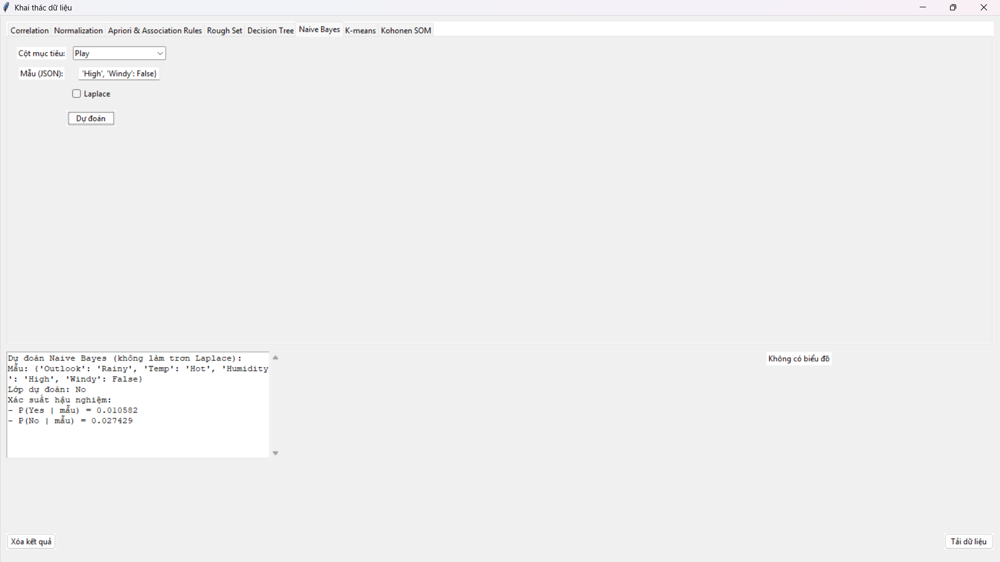 Khai thác dữ liệu
Correlation Normalization Apriori & Association Rules Rough Set Decision Tree Naive Bayes K-means Kohonen SOM
Cột mục tiêu: Play
Mẫu (JSON): 'High', 'Windy': False}
Laplace
Dự đoán
Dự đoán Naive Bayes (không làm trơn Laplace):
Mẫu: {'Outlook': 'Rainy', 'Temp': 'Hot', 'Humidity
': 'High', 'Windy': False}
Lớp dự đoán: No
Xác suất hậu nghiệm:
- P(Yes | mẫu) = 0.010582
- P(No | mẫu) = 0.027429
Không có biểu đồ
Xóa kết quả
Tải dữ liệu